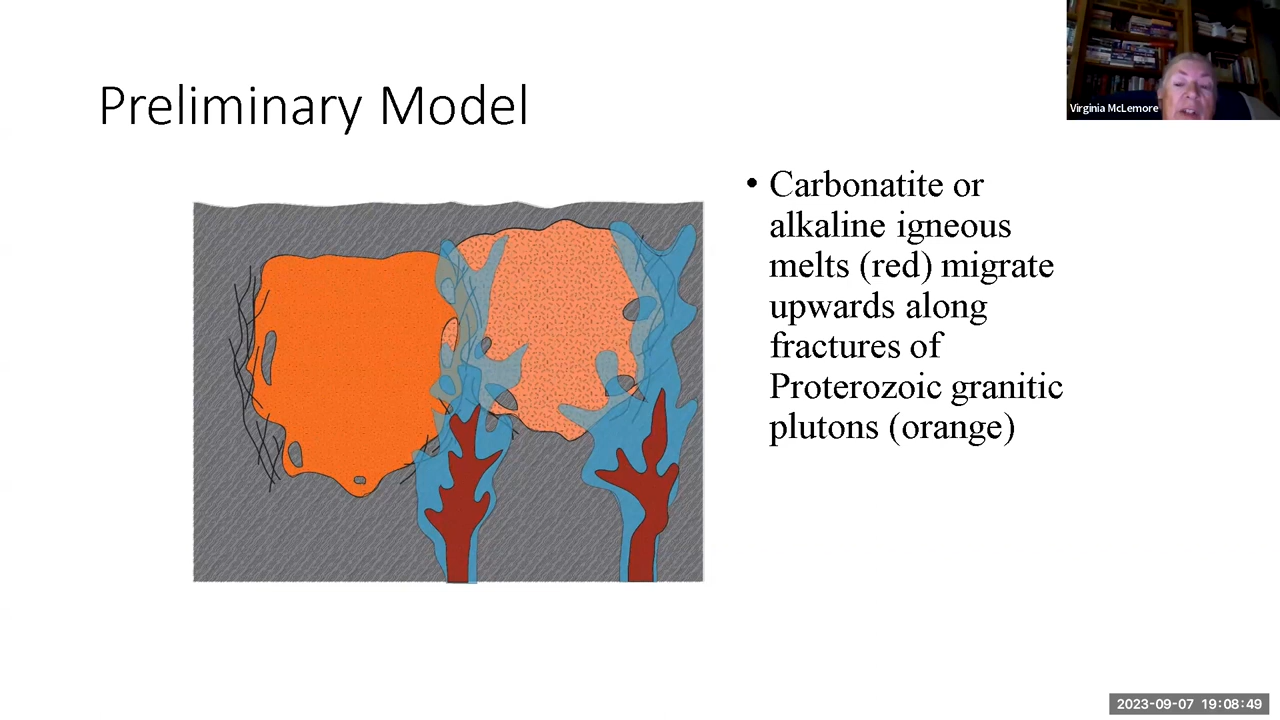 Preliminary Model
Virginia McLemore
• Carbonatite or
alkaline igneous
melts (red) migrate
upwards along
fractures of
Proterozoic granitic
plutons (orange)
2023-09-07 19:08:49